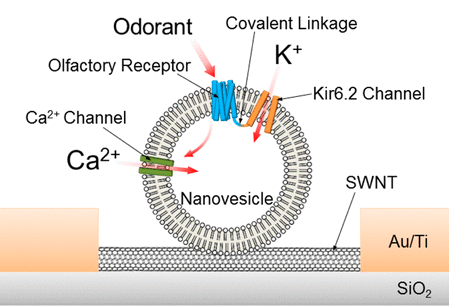 Covalent Linkage
Odorant
K⁺
Olfactory Receptor
Kir6.2 Channel
Ca²⁺ Channel
Ca²⁺
SWNT
Nanovesicle
Au/Ti
SiO₂